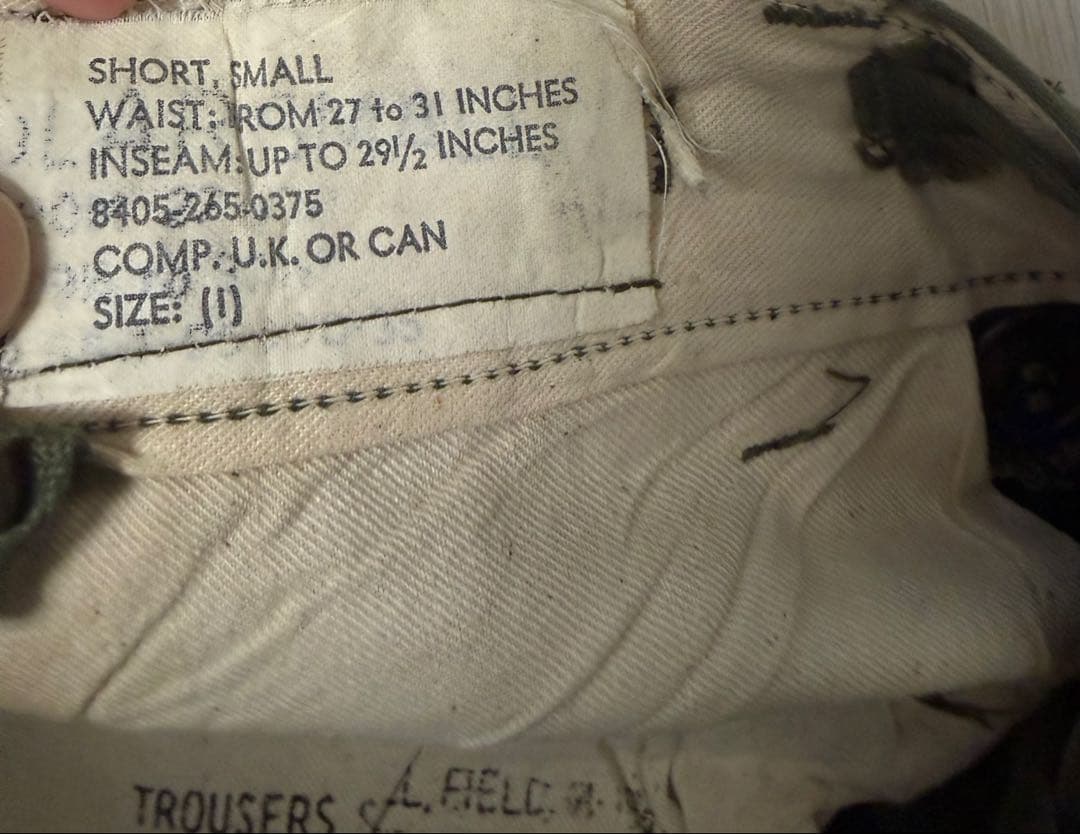 SHORT, SMALL
WAIST: FROM 27 to 31 INCHES
INSEAM: UP TO 29½ INCHES
8405-265-0375
COMP. U.K. OR CAN
SIZE: (1)
TROUSERS FIELD